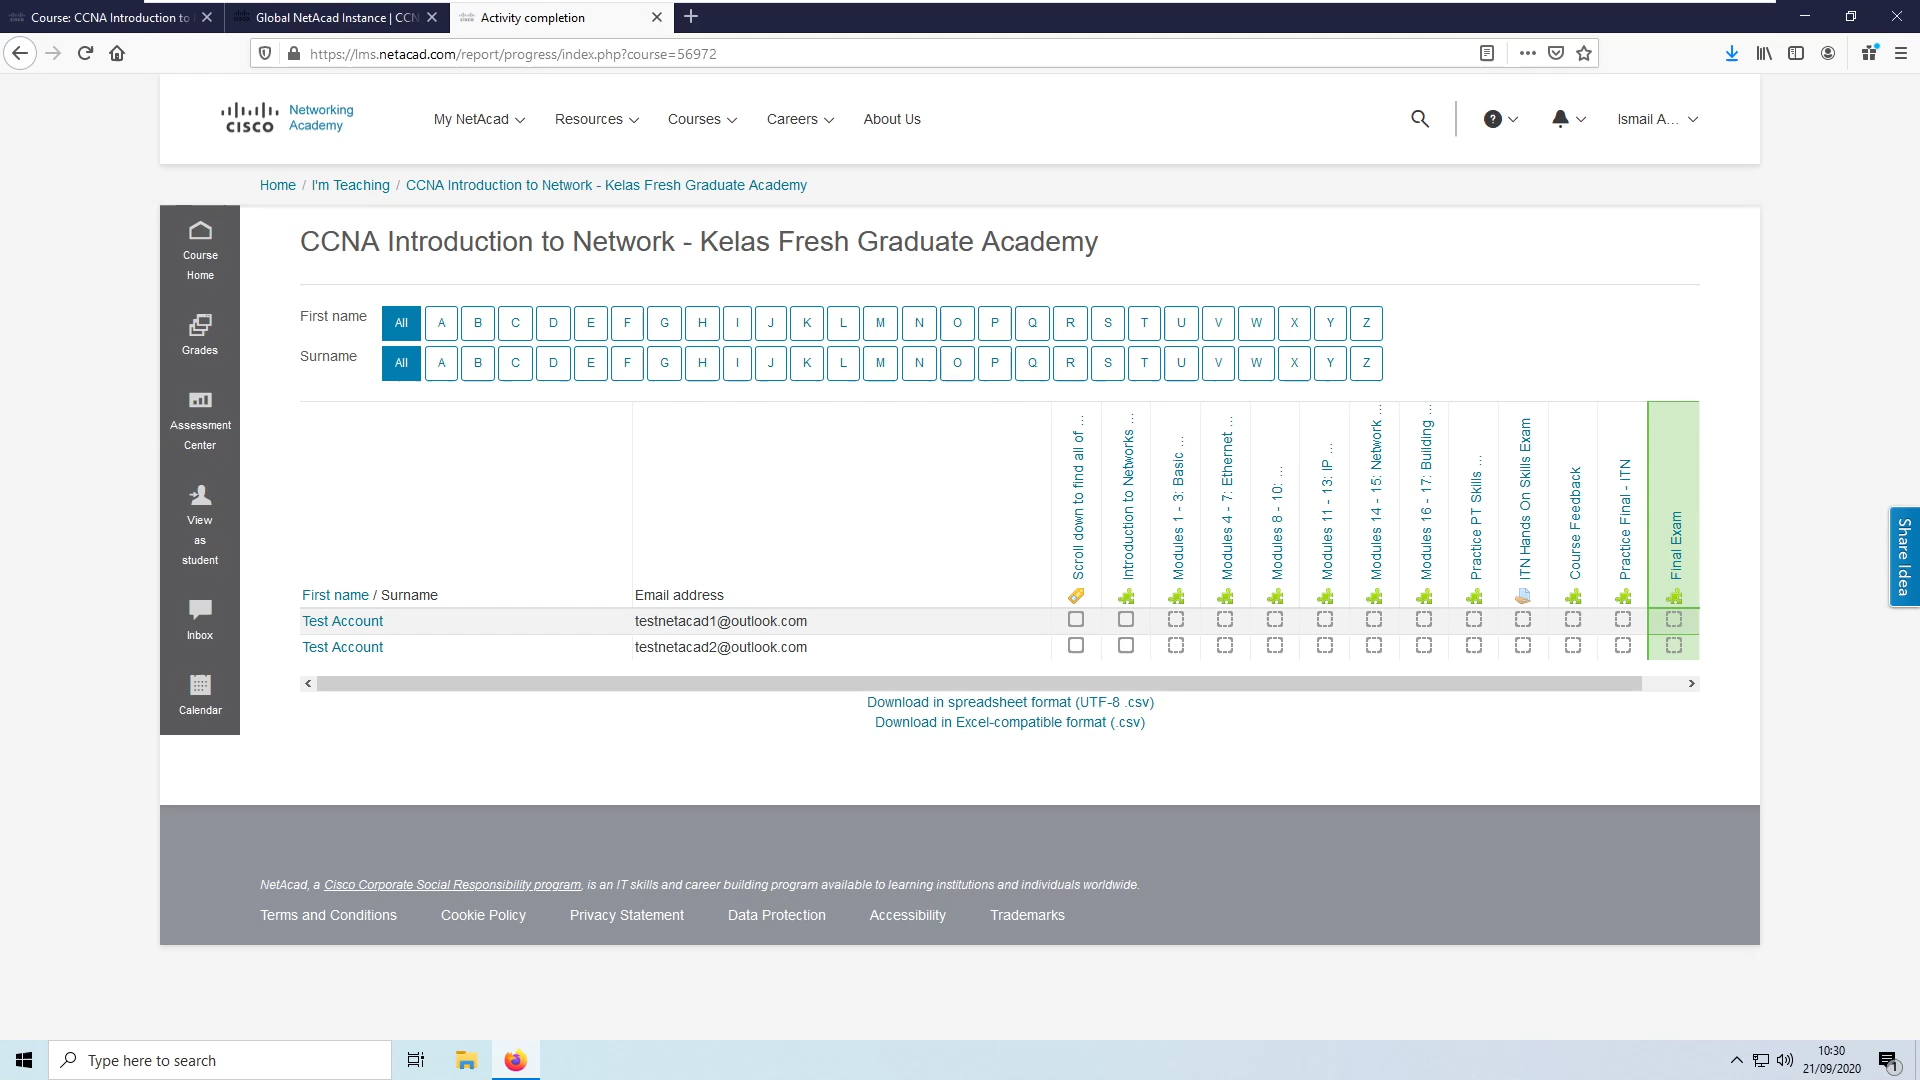 Course: CCNA Introduction to
Global NetAcad Instance | CCN
Activity completion
https://lms.netacad.com/report/progress/index.php?course=56972
cisco
Networking
Academy
My NetAcad
Resources
Courses
Careers
About Us
Ismail A...
Home / I'm Teaching / CCNA Introduction to Network - Kelas Fresh Graduate Academy
Course
Home
Grades
Assessment
Center
View
as
student
Inbox
Calendar
CCNA Introduction to Network - Kelas Fresh Graduate Academy
First name All A B C D E F G H I J K L M N O P Q R S T U V W X Y Z
Surname All A B C D E F G H I J K L M N O P Q R S T U V W X Y Z
First name / Surname
Email address
Scroll down to find all of ...
Introduction to Networks ...
Modules 1 - 3: Basic ...
Modules 4 - 7: Ethernet ...
Modules 8 - 10: ...
Modules 11 - 13: IP ...
Modules 14 - 15: Network ...
Modules 16 - 17: Building ...
Practice PT Skills ...
ITN Hands On Skills Exam
Course Feedback
Practice Final - ITN
Final Exam
Test Account testnetacad1@outlook.com
Test Account testnetacad2@outlook.com
Download in spreadsheet format (UTF-8 .csv)
Download in Excel-compatible format (.csv)
Share Idea
NetAcad, a Cisco Corporate Social Responsibility program, is an IT skills and career building program available to learning institutions and individuals worldwide.
Terms and Conditions
Cookie Policy
Privacy Statement
Data Protection
Accessibility
Trademarks
Type here to search
10:30
21/09/2020
1